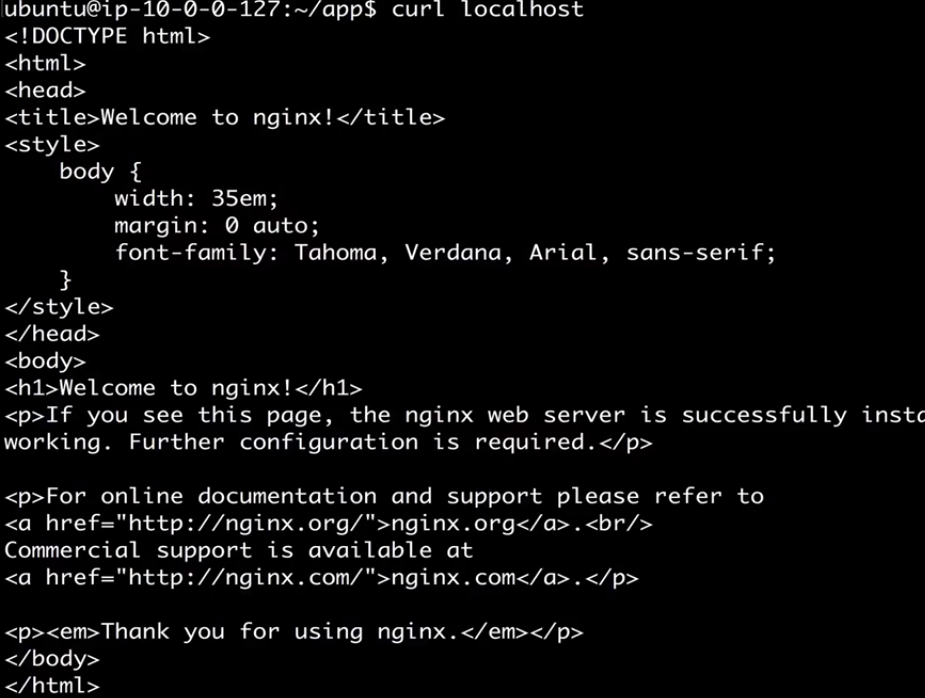 ubuntu@ip-10-0-0-127:~/app$ curl localhost
<!DOCTYPE html>
<html>
<head>
<title>Welcome to nginx!</title>
<style>
    body {
        width: 35em;
        margin: 0 auto;
        font-family: Tahoma, Verdana, Arial, sans-serif;
    }
</style>
</head>
<body>
<h1>Welcome to nginx!</h1>
<p>If you see this page, the nginx web server is successfully
working. Further configuration is required.</p>

<p>For online documentation and support please refer to
<a href="http://nginx.org/">nginx.org</a>.<br/>
Commercial support is available at
<a href="http://nginx.com/">nginx.com</a>.</p>

<p><em>Thank you for using nginx.</em></p>
</body>
</html>